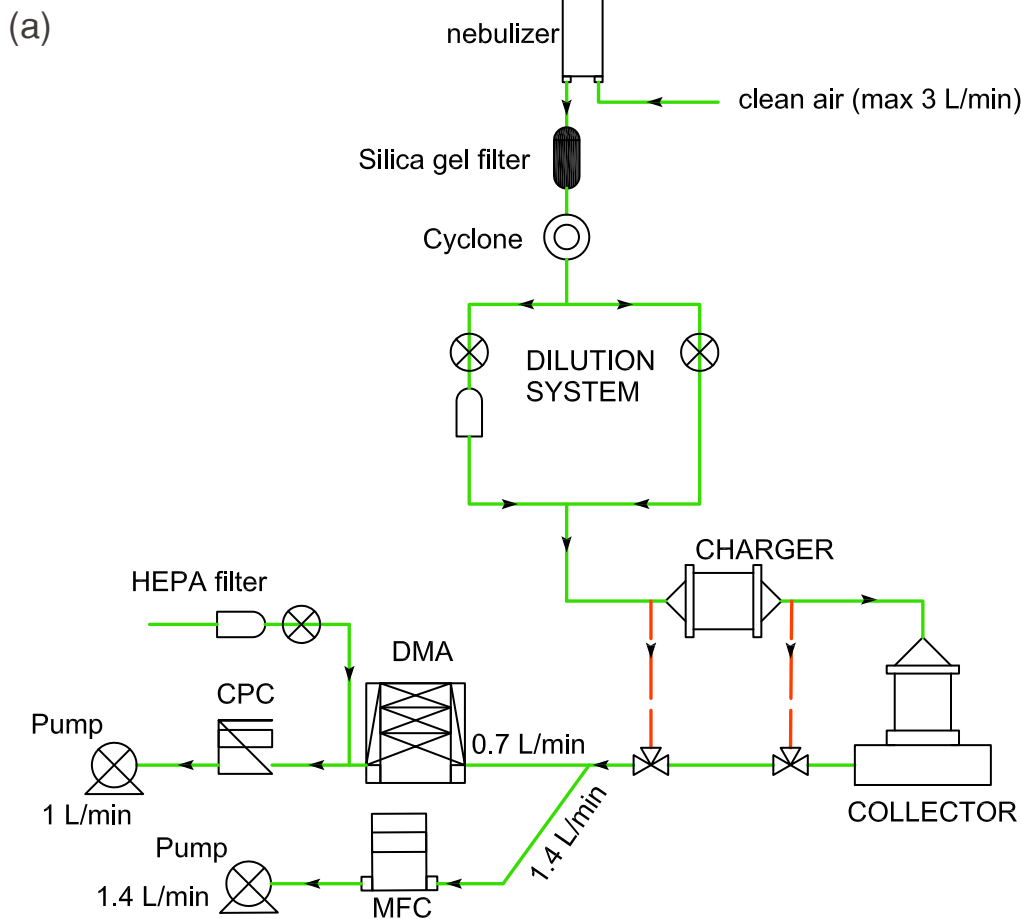 (a)
nebulizer
clean air (max 3 L/min)
Silica gel filter
Cyclone
DILUTION
SYSTEM
CHARGER
HEPA filter
DMA
CPC
Pump
0.7 L/min
1 L/min
COLLECTOR
1.4 L/min
Pump
1.4 L/min
MFC